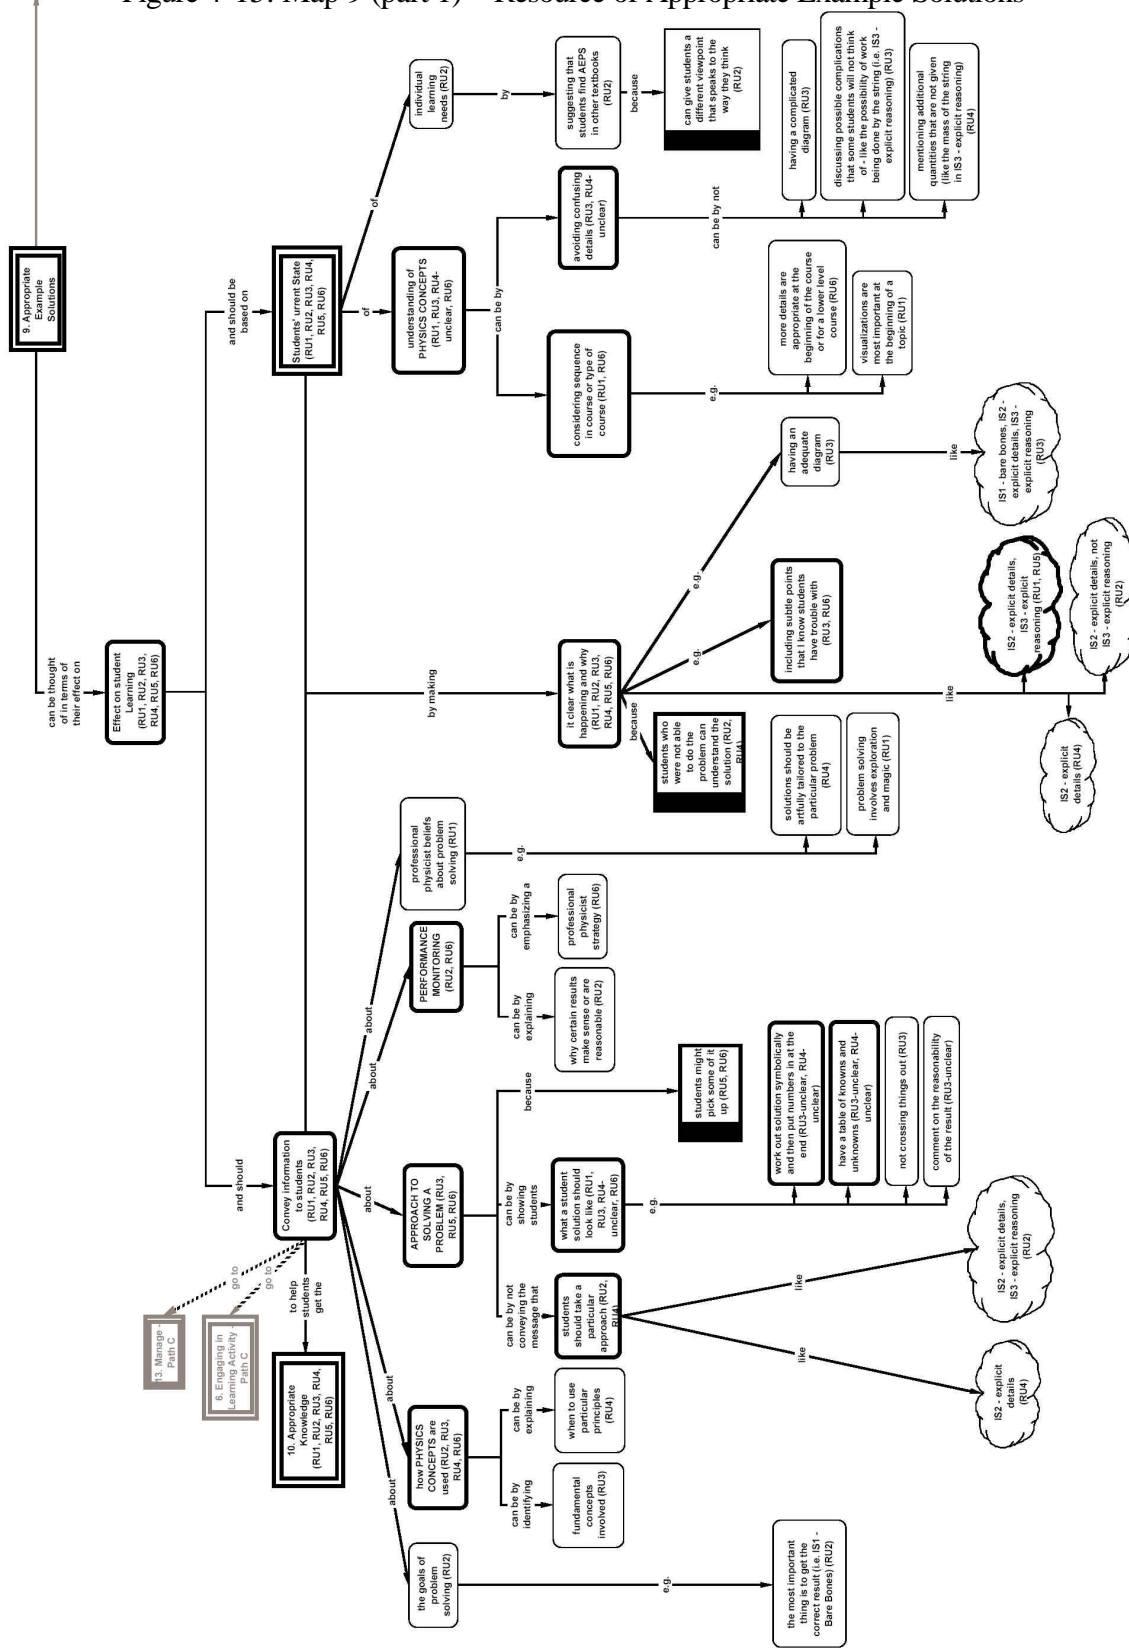 Figure 4-15: Map 9 (part 1) – Resource of Appropriate Example Solutions
9. Appropriate
Example
Solutions
can be thought
of in terms of
their effect on
Effect on student
Learning
(RU1, RU2, RU3,
RU4, RU5, RU6)
and should
and should be
based on
Convey information
to students
(RU1, RU2, RU3,
RU4, RU5, RU6)
go to
13. Manage -
Path C
go to
6. Engaging in
Learning Activity -
Path C
to help
students
get the
10. Appropriate
Knowledge
(RU1, RU2, RU3, RU4,
RU5, RU6)
Students' urrent State
(RU1, RU2, RU3, RU4,
RU5, RU6)
about
the goals of
problem
solving (RU2)
e.g.
the most important
thing is to get the
correct result (i.e. IS1 -
Bare Bones) (RU2)
about
how PHYSICS
CONCEPTS are
used (RU2, RU3,
RU4, RU6)
can be by
identifying
fundamental
concepts
involved (RU3)
can be by
explaining
when to use
particular
principles
(RU4)
about
APPROACH TO
SOLVING A
PROBLEM (RU3,
RU5, RU6)
can be by not
conveying the
message that
students
should take a
particular
approach (RU2,
RU4)
like
IS2 - explicit
details
(RU4)
like
IS2 - explicit details,
IS3 - explicit reasoning
(RU2)
can be by
showing
students
what a student
solution should
look like (RU1,
RU3, RU4-
unclear, RU6)
e.g.
work out solution symbolically
and then put numbers in at the
end (RU3-unclear, RU4-
unclear)
have a table of knowns and
unknowns (RU3-unclear, RU4-
unclear)
not crossing things out (RU3)
comment on the reasonability
of the result (RU3-unclear)
because
students might
pick some of it
up (RU5, RU6)
about
PERFORMANCE
MONITORING
(RU2, RU6)
can be by
explaining
why certain results
make sense or are
reasonable (RU2)
can be by
emphasizing a
professional
physicist
strategy (RU6)
about
professional
physicist beliefs
about problem
solving (RU1)
e.g.
solutions should be
artfully tailored to the
particular problem
(RU4)
problem solving
involves exploration
and magic (RU1)
by making
it clear what is
happening and why
(RU1, RU2, RU3,
RU4, RU5, RU6)
because
students who
were not able
to do the
problem can
understand the
solution (RU2,
RU4)
like
IS2 - explicit
details (RU4)
IS2 - explicit details,
IS3 - explicit
reasoning (RU1, RU5)
IS2 - explicit details, not
IS3 - explicit reasoning
(RU2)
e.g.
including subtle points
that I know students
have trouble with
(RU3, RU6)
e.g.
having an
adequate
diagram
(RU3)
like
IS1 - bare bones, IS2 -
explicit details, IS3 -
explicit reasoning
(RU3)
of
understanding of
PHYSICS CONCEPTS
(RU1, RU3, RU4-
unclear, RU6)
can be by
considering sequence
in course or type of
course (RU1, RU6)
e.g.
more details are
appropriate at the
beginning of the course
or for a lower level
course (RU6)
visualizations are
most important at
the beginning of a
topic (RU1)
avoiding confusing
details (RU3, RU4-
unclear)
can be by not
having a complicated
diagram (RU3)
discussing possible complications
that some students will not think
of - like the possibility of work
being done by the string (i.e. IS3 -
explicit reasoning) (RU3)
mentioning additional
quantities that are not given
(like the mass of the string
in IS3 - explicit reasoning)
(RU4)
of
individual
learning
needs (RU2)
by
suggesting that
students find AEPS
in other textbooks
(RU2)
because
can give students a
different viewpoint
that speaks to the
way they think
(RU2)